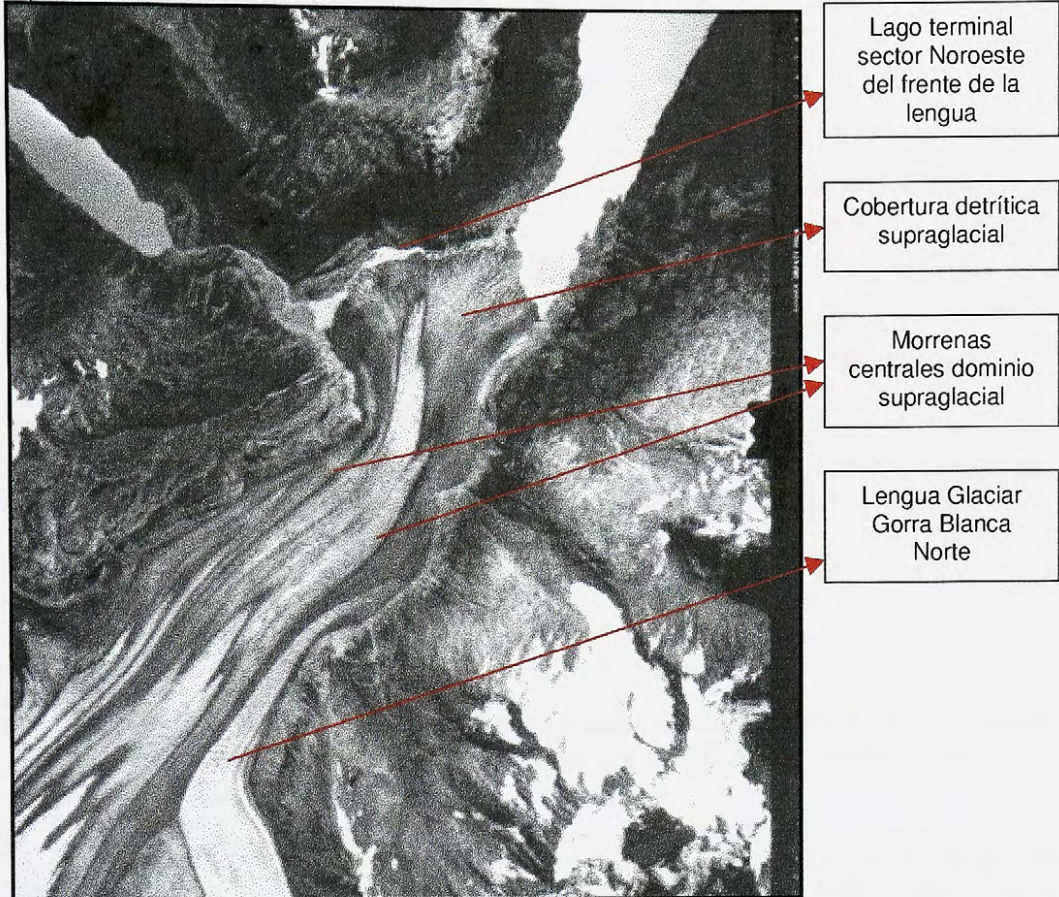 Lago terminal
sector Noroeste
del frente de la
lengua
Cobertura detrítica
supraglacial
Morrenas
centrales dominio
supraglacial
Lengua Glaciar
Gorra Blanca
Norte